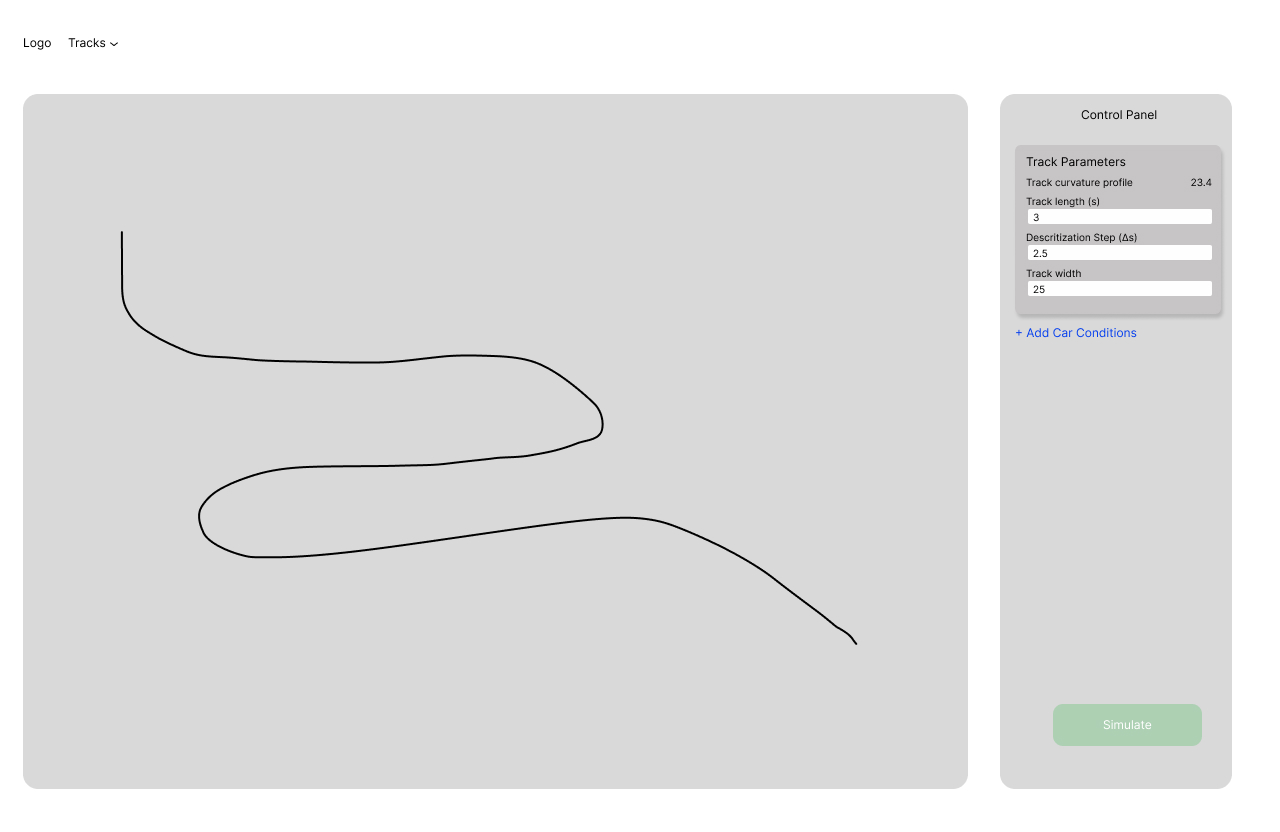 Logo Tracks
Control Panel
Track Parameters
Track curvature profile 23.4
Track length (s)
3
Descritization Step (Δs)
2.5
Track width
25
+ Add Car Conditions
Simulate